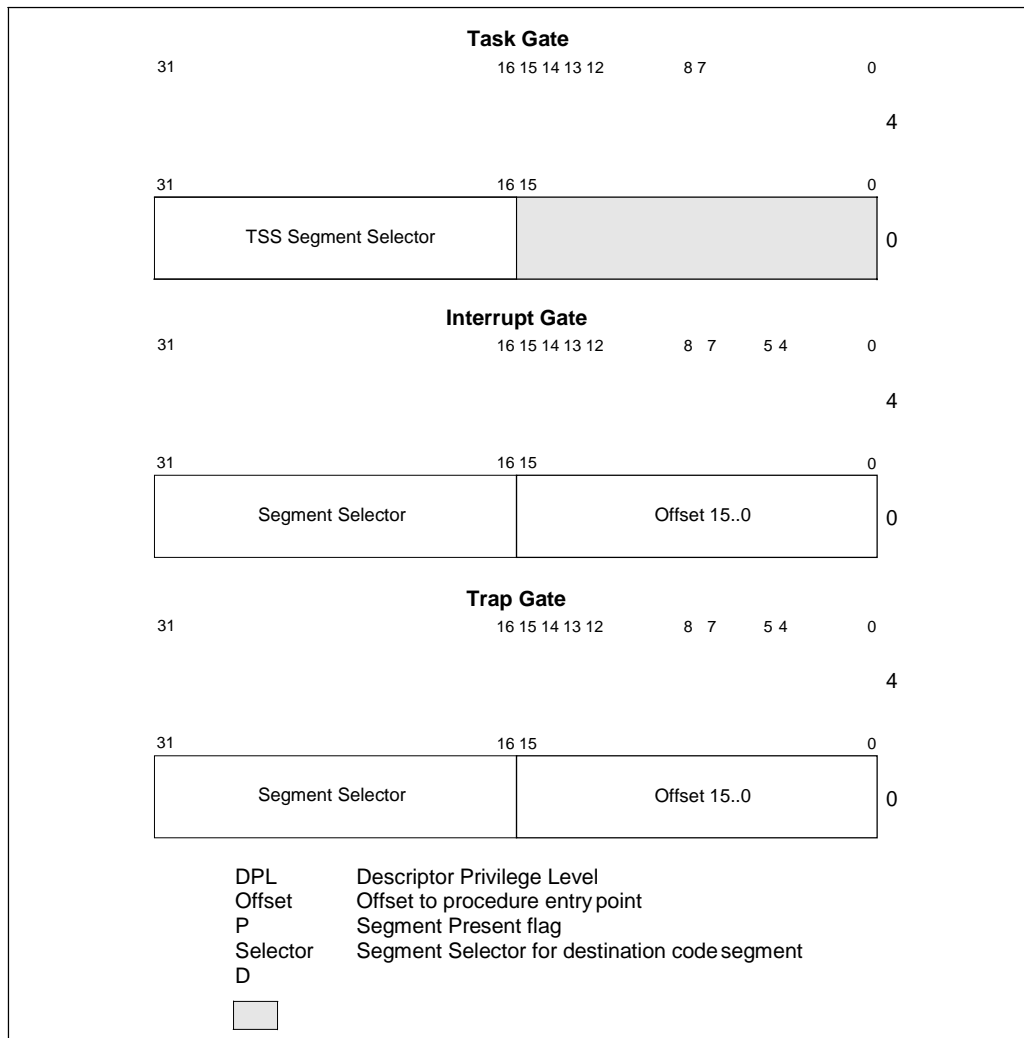 Task Gate
31 16 15 14 13 12 8 7 0
4
31 16 15 0
TSS Segment Selector 0
Interrupt Gate
31 16 15 14 13 12 8 7 5 4 0
4
31 16 15 0
Segment Selector Offset 15..0 0
Trap Gate
31 16 15 14 13 12 8 7 5 4 0
4
31 16 15 0
Segment Selector Offset 15..0 0
DPL Descriptor Privilege Level
Offset Offset to procedure entry point
P Segment Present flag
Selector Segment Selector for destination code segment
D